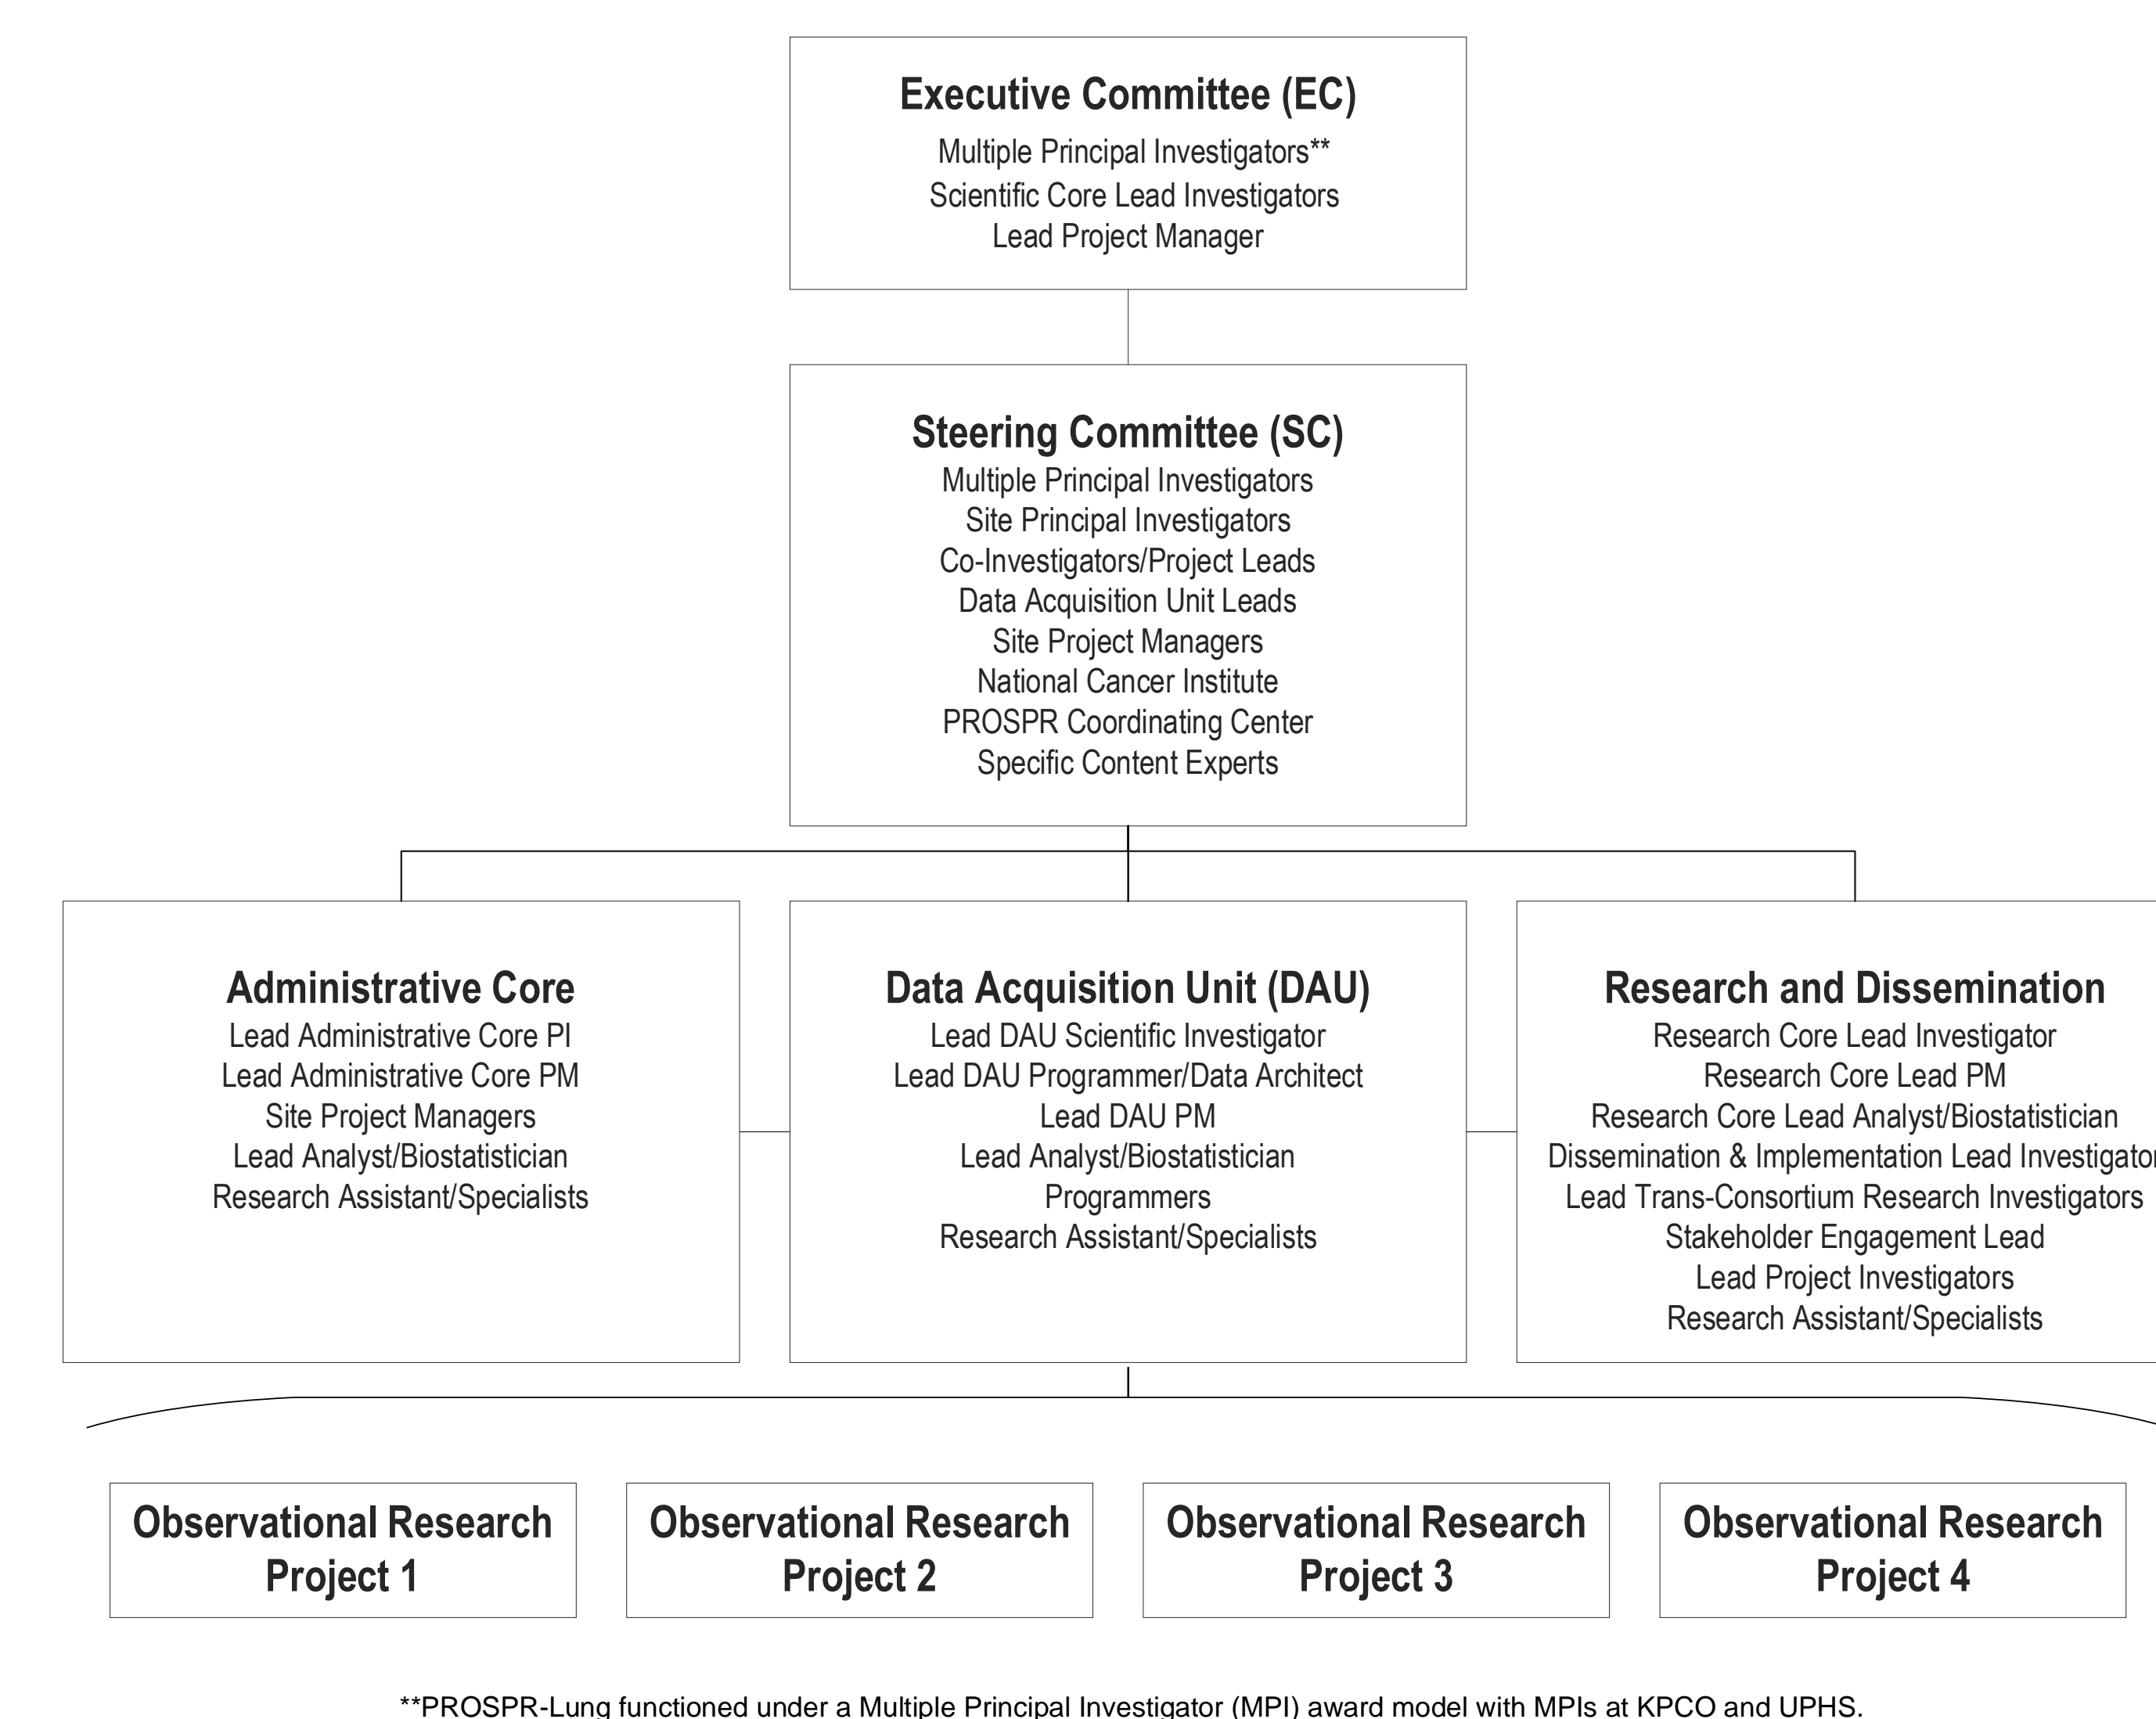 Executive Committee (EC)
Multiple Principal Investigators**
Scientific Core Lead Investigators
Lead Project Manager
Steering Committee (SC)
Multiple Principal Investigators
Site Principal Investigators
Co-Investigators/Project Leads
Data Acquisition Unit Leads
Site Project Managers
National Cancer Institute
PROSPR Coordinating Center
Specific Content Experts
Administrative Core
Lead Administrative Core PI
Lead Administrative Core PM
Site Project Managers
Lead Analyst/Biostatistician
Research Assistant/Specialists
Data Acquisition Unit (DAU)
Lead DAU Scientific Investigator
Lead DAU Programmer/Data Architect
Lead DAU PM
Lead Analyst/Biostatistician
Programmers
Research Assistant/Specialists
Research and Dissemination
Research Core Lead Investigator
Research Core Lead PM
Research Core Lead Analyst/Biostatistician
Dissemination & Implementation Lead Investigator
Lead Trans-Consortium Research Investigators
Stakeholder Engagement Lead
Lead Project Investigators
Research Assistant/Specialists
Observational Research
Project 1
Observational Research
Project 2
Observational Research
Project 3
Observational Research
Project 4
**PROSPR-Lung functioned under a Multiple Principal Investigator (MPI) award model with MPIs at KPCO and UPHS.